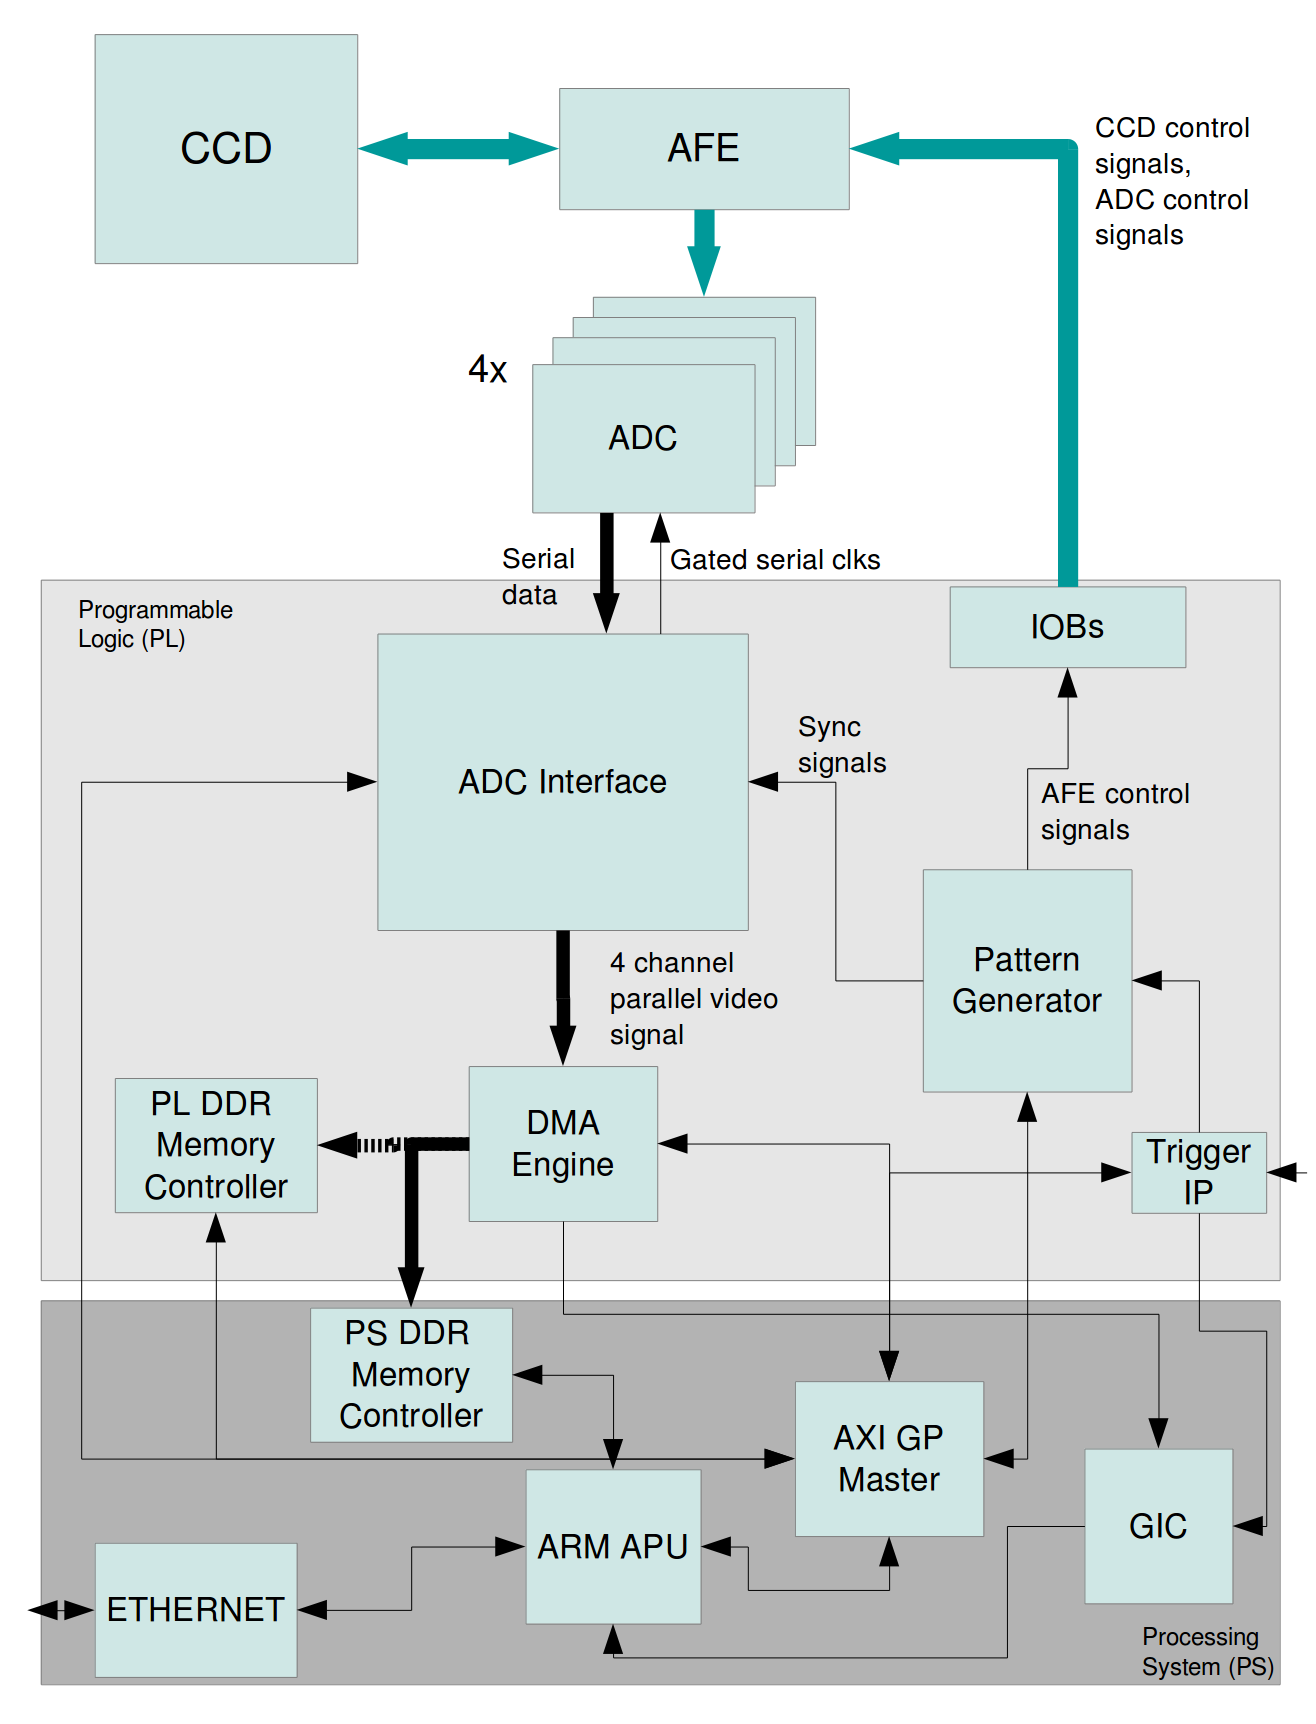 CCD
AFE
CCD control
signals,
ADC control
signals
4x
ADC
Serial
data
Gated serial clks
Programmable
Logic (PL)
IOBs
Sync
signals
ADC Interface
AFE control
signals
4 channel
parallel video
signal
Pattern
Generator
PL DDR
Memory
Controller
DMA
Engine
Trigger
IP
PS DDR
Memory
Controller
AXI GP
Master
ARM APU
GIC
ETHERNET
Processing
System (PS)